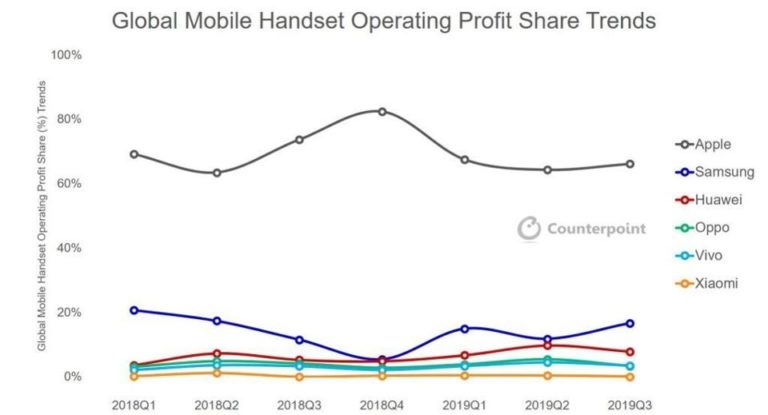 Global Mobile Handset Operating Profit Share Trends
Global Mobile Handset Operating Profit Share (%) Trends
100%
80%
60%
40%
20%
0%
2018Q1 2018Q2 2018Q3 2018Q4 2019Q1 2019Q2 2019Q3
Counterpoint
Apple
Samsung
Huawei
Oppo
Vivo
Xiaomi